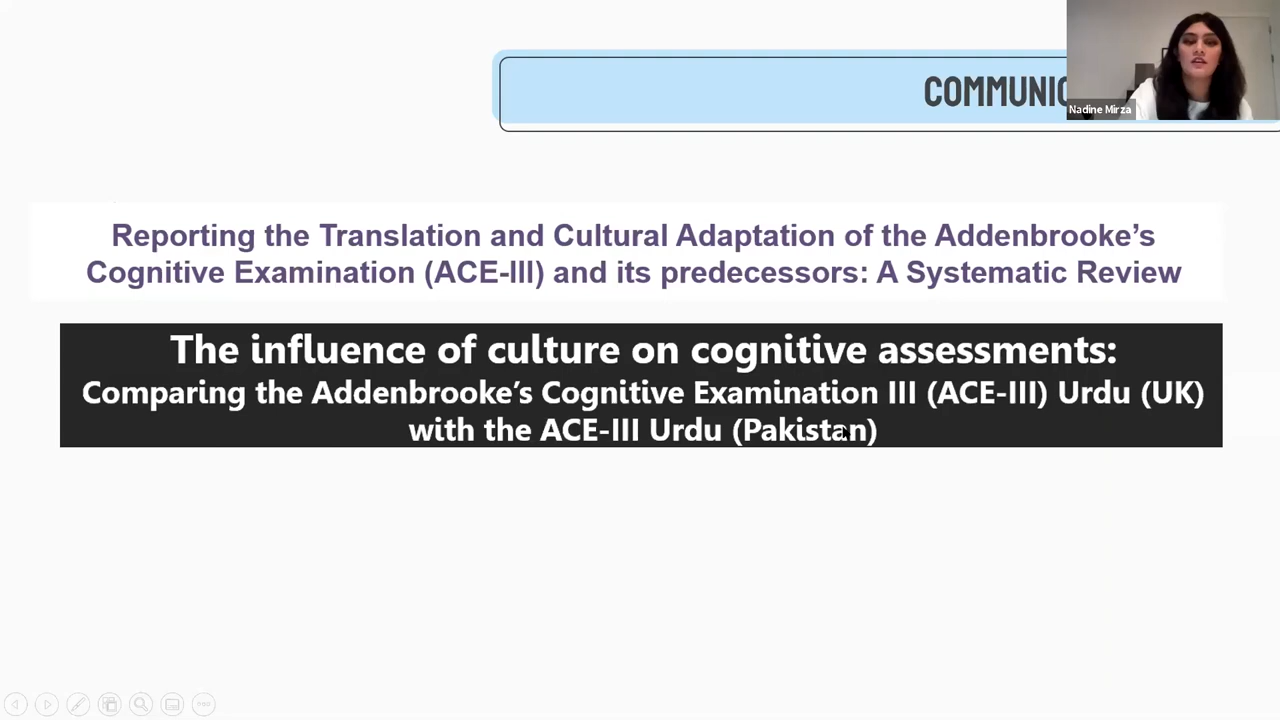 COMMUNIC
Nadine Mirza
Reporting the Translation and Cultural Adaptation of the Addenbrooke's
Cognitive Examination (ACE-III) and its predecessors: A Systematic Review
The influence of culture on cognitive assessments:
Comparing the Addenbrooke's Cognitive Examination III (ACE-III) Urdu (UK)
with the ACE-III Urdu (Pakistan)